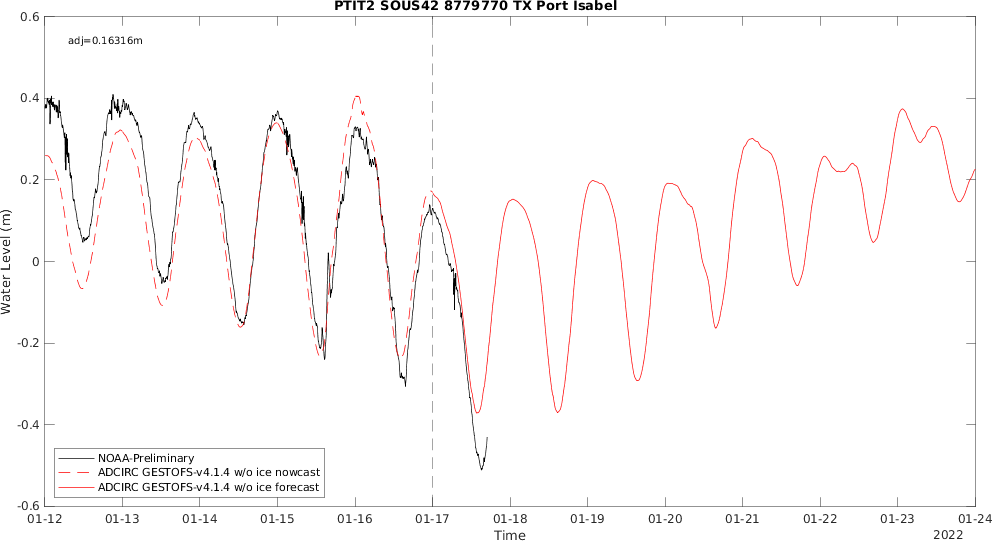 PTIT2 SOUS42 8779770 TX Port Isabel
adj=0.16316m
Water Level (m)
0.6
0.4
0.2
0
-0.2
-0.4
-0.6
NOAA-Preliminary
ADCIRC GESTOFS-v4.1.4 w/o ice nowcast
ADCIRC GESTOFS-v4.1.4 w/o ice forecast
01-12 01-13 01-14 01-15 01-16 01-17 01-18 01-19 01-20 01-21 01-22 01-23 01-24
Time
2022